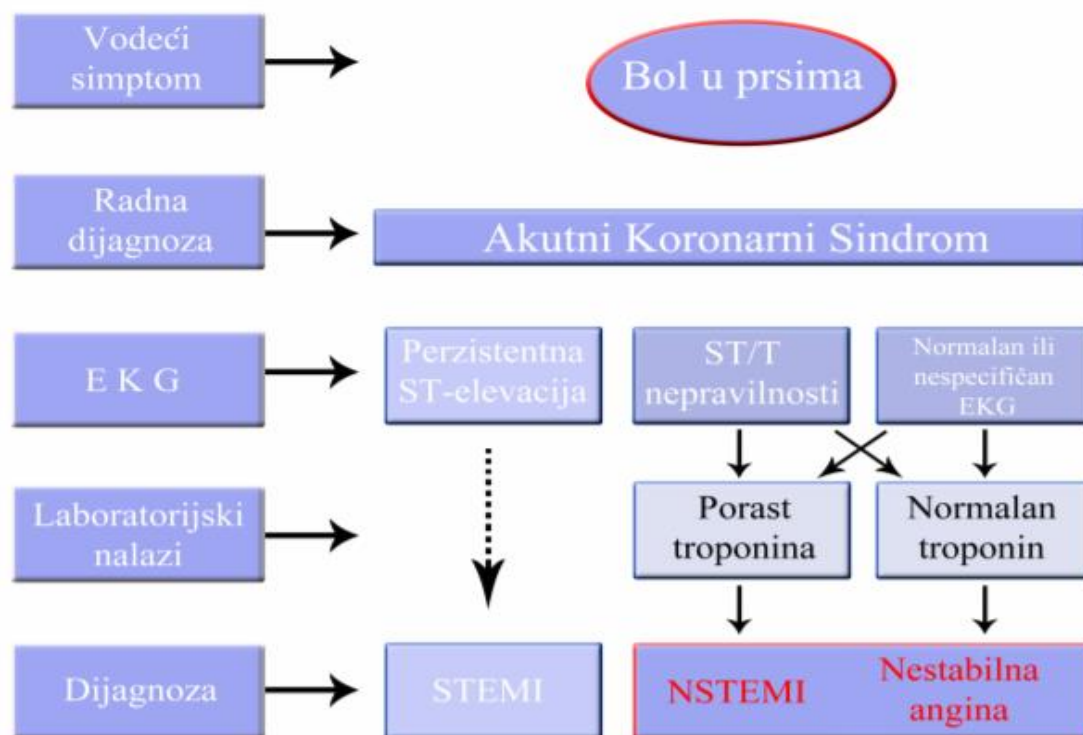 Vodeći
simptom
Bol u prsima
Radna
dijagnoza
Akutni Koronarni Sindrom
E K G
Perzistentna
ST-elevacija
ST/T
nepravilnosti
Normalan ili
nespecifičan
EKG
Laboratorijski
nalazi
Porast
troponina
Normalan
troponin
Dijagnoza
STEMI
NSTEMI
Nestabilna
angina